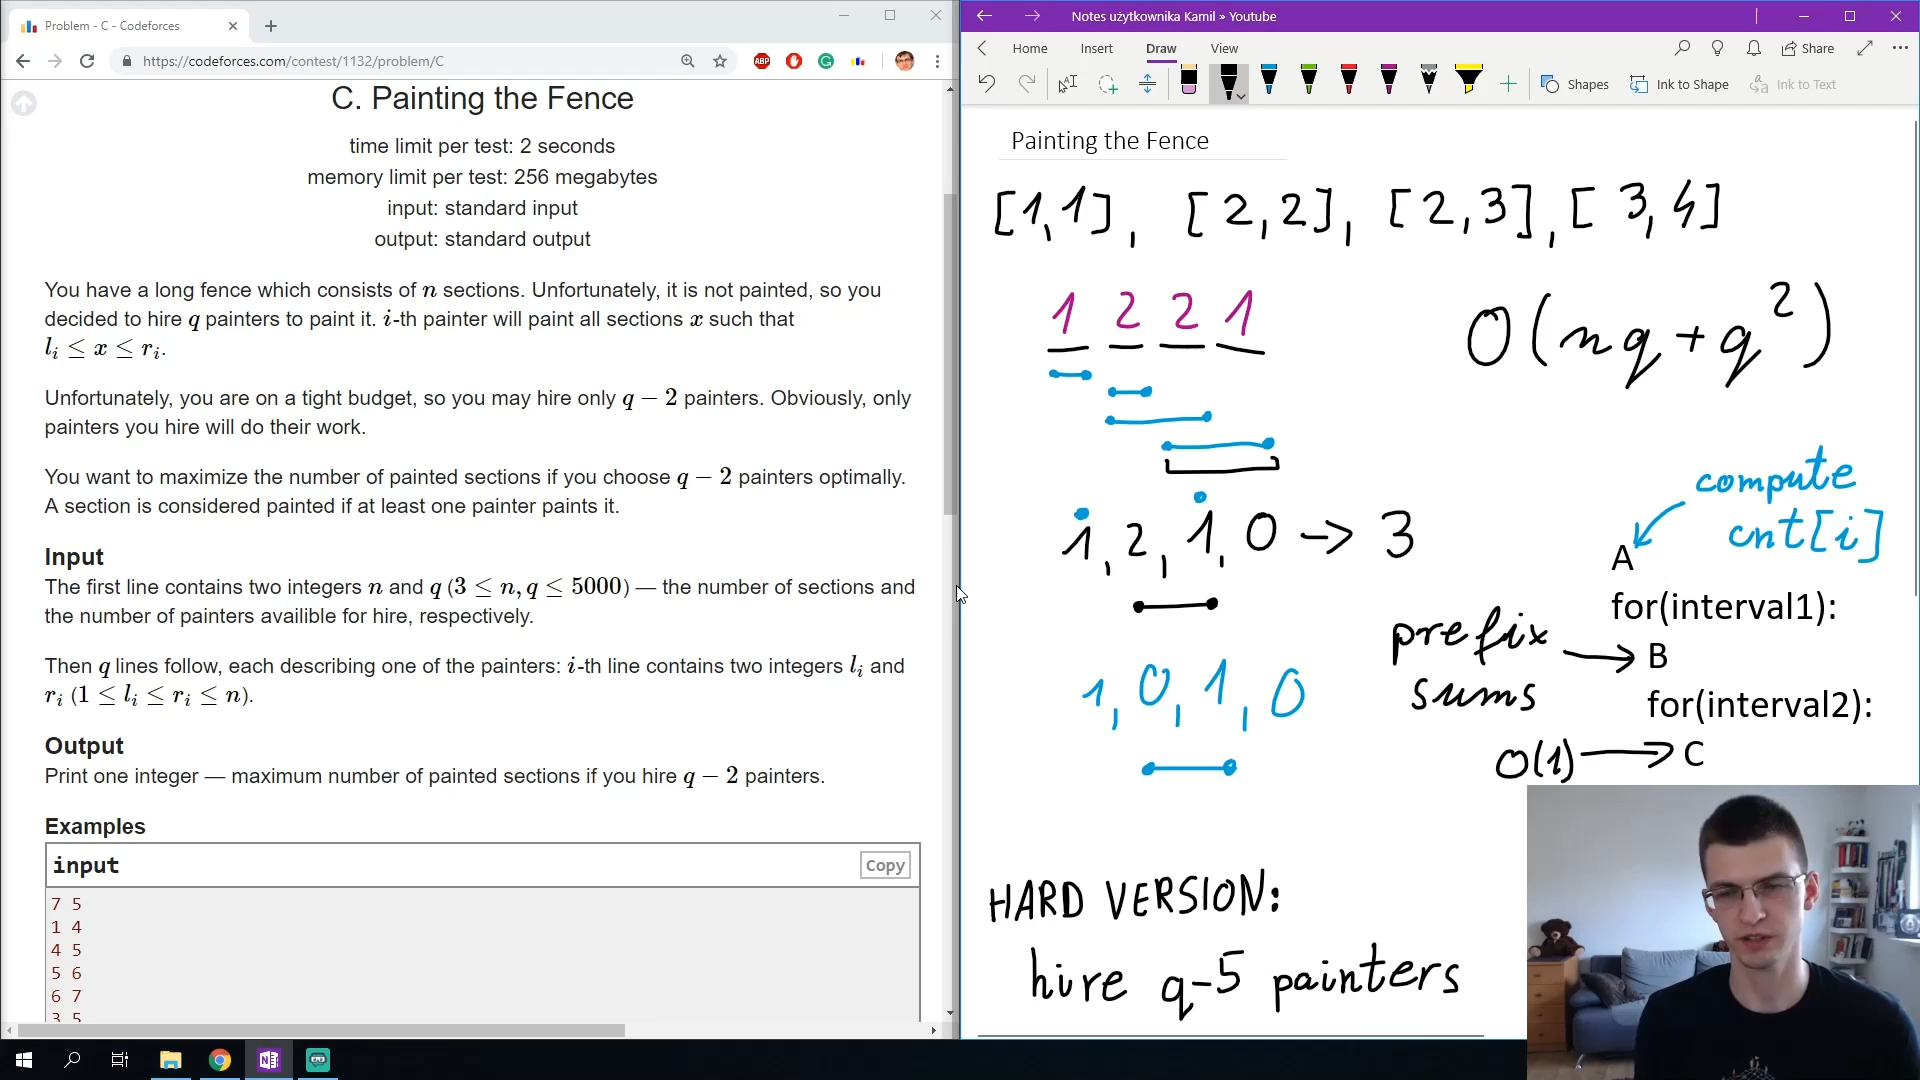 Problem - C - Codeforces
https://codeforces.com/contest/1132/problem/C
ABP
C. Painting the Fence
time limit per test: 2 seconds
memory limit per test: 256 megabytes
input: standard input
output: standard output
You have a long fence which consists of n sections. Unfortunately, it is not painted, so you
decided to hire q painters to paint it. i-th painter will paint all sections x such that
l_i ≤ x ≤ r_i.
Unfortunately, you are on a tight budget, so you may hire only q − 2 painters. Obviously, only
painters you hire will do their work.
You want to maximize the number of painted sections if you choose q − 2 painters optimally.
A section is considered painted if at least one painter paints it.
Input
The first line contains two integers n and q (3 ≤ n, q ≤ 5000) — the number of sections and
the number of painters availible for hire, respectively.
Then q lines follow, each describing one of the painters: i-th line contains two integers l_i and
r_i (1 ≤ l_i ≤ r_i ≤ n).
Output
Print one integer — maximum number of painted sections if you hire q − 2 painters.
Examples
input
Copy
7 5
1 4
4 5
5 6
6 7
3 5
Notes użytkownika Kamil » Youtube
Home Insert Draw View
Share
Shapes
Ink to Shape
Ink to Text
Painting the Fence
[1,1], [2,2], [2,3], [3,4]
1 2 2 1
O(nq + q²)
1, 2, 1, 0 -> 3
compute
cnt[i]
A
for(interval1):
prefix
sums
B
for(interval2):
O(1)
C
1, 0, 1, 0
HARD VERSION:
hire q-5 painters